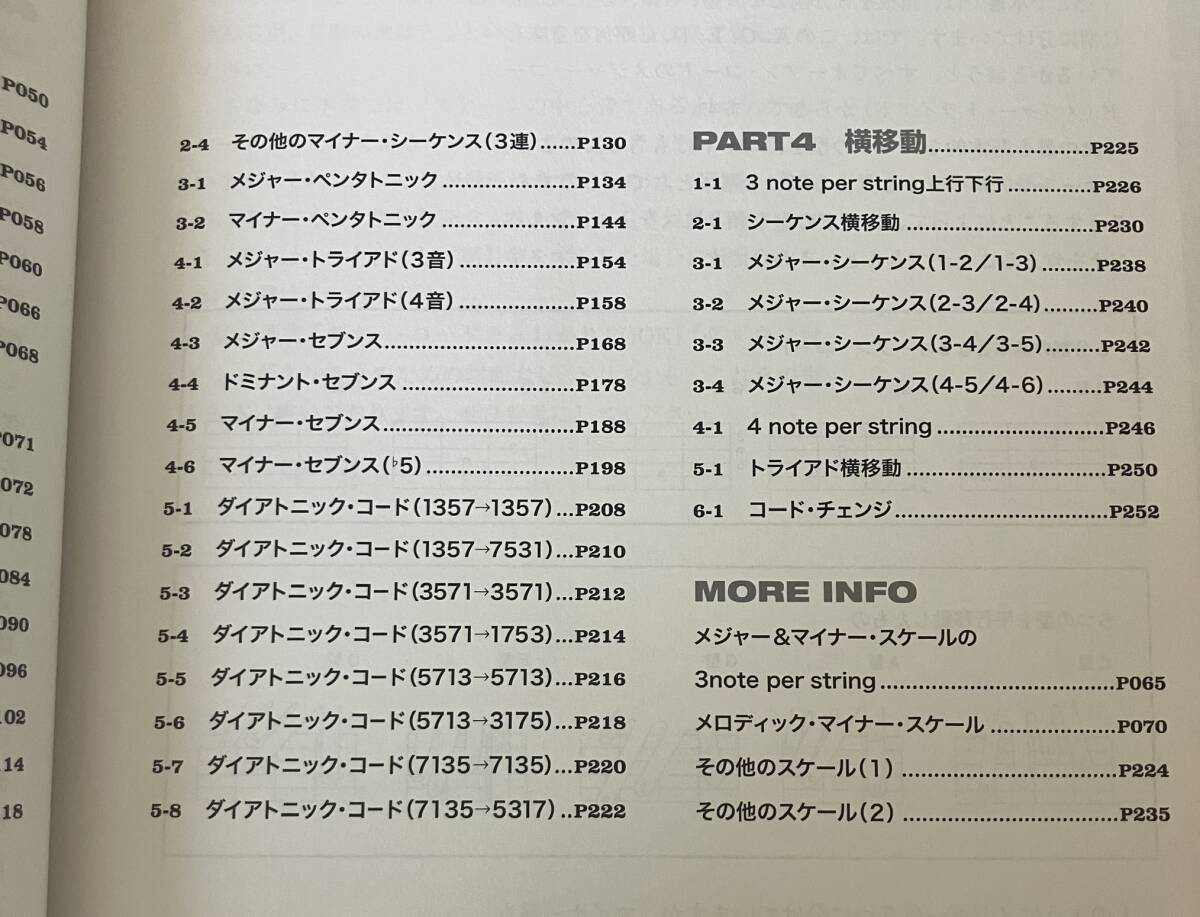 P050
P054
P056
P058
P060
P066
P068
P071
072
078
084
090
096
102
14
18
2-4 その他のマイナー・シーケンス（3連）......P130
3-1 メジャー・ペンタトニック..............................P134
3-2 マイナー・ペンタトニック..............................P144
4-1 メジャー・トライアド（3音）..........................P154
4-2 メジャー・トライアド（4音）..........................P158
4-3 メジャー・セブンス......................................P168
4-4 ドミナント・セブンス....................................P178
4-5 マイナー・セブンス......................................P188
4-6 マイナー・セブンス（♭5）..............................P198
5-1 ダイアトニック・コード（1357→1357）...P208
5-2 ダイアトニック・コード（1357→7531）...P210
5-3 ダイアトニック・コード（3571→3571）...P212
5-4 ダイアトニック・コード（3571→1753）...P214
5-5 ダイアトニック・コード（5713→5713）...P216
5-6 ダイアトニック・コード（5713→3175）...P218
5-7 ダイアトニック・コード（7135→7135）...P220
5-8 ダイアトニック・コード（7135→5317）..P222
PART4 横移動..............................P225
1-1 3 note per string上行下行....................P226
2-1 シーケンス横移動....................................P230
3-1 メジャー・シーケンス（1-2／1-3）.........P238
3-2 メジャー・シーケンス（2-3／2-4）.........P240
3-3 メジャー・シーケンス（3-4／3-5）.........P242
3-4 メジャー・シーケンス（4-5／4-6）.........P244
4-1 4 note per string................................P246
5-1 トライアド横移動....................................P250
6-1 コード・チェンジ......................................P252
MORE INFO
メジャー＆マイナー・スケールの
3note per string..........................................P065
メロディック・マイナー・スケール......................P070
その他のスケール（1）.....................................P224
その他のスケール（2）.....................................P235